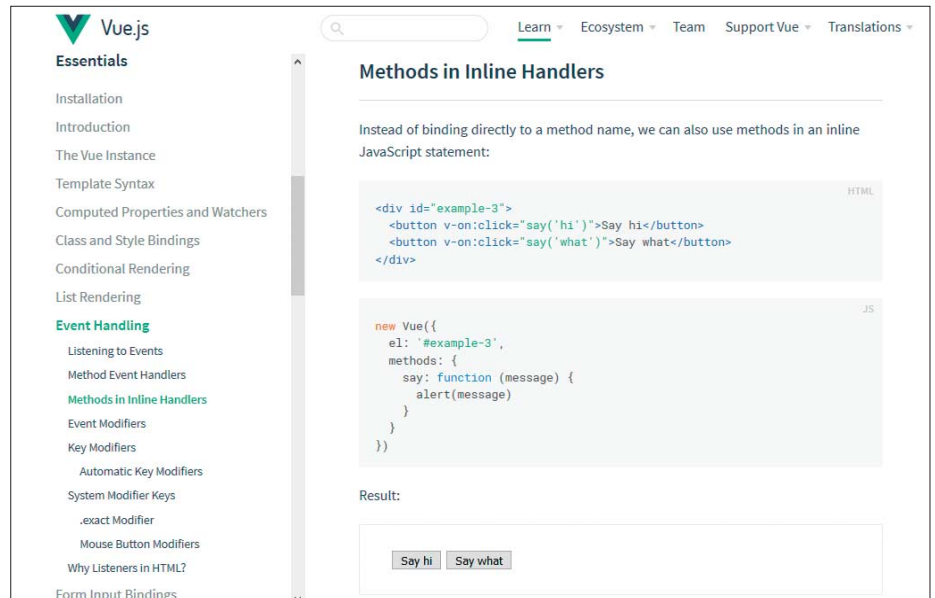 Vue.js
Learn
Ecosystem
Team
Support Vue
Translations
Essentials
Installation
Introduction
The Vue Instance
Template Syntax
Computed Properties and Watchers
Class and Style Bindings
Conditional Rendering
List Rendering
Event Handling
Listening to Events
Method Event Handlers
Methods in Inline Handlers
Event Modifiers
Key Modifiers
Automatic Key Modifiers
System Modifier Keys
.exact Modifier
Mouse Button Modifiers
Why Listeners in HTML?
Form Input Bindings
Methods in Inline Handlers
Instead of binding directly to a method name, we can also use methods in an inline
JavaScript statement:
HTML
<div id="example-3">
  <button v-on:click="say('hi')">Say hi</button>
  <button v-on:click="say('what')">Say what</button>
</div>
JS
new Vue({
  el: '#example-3',
  methods: {
    say: function (message) {
      alert(message)
    }
  }
})
Result:
Say hi
Say what